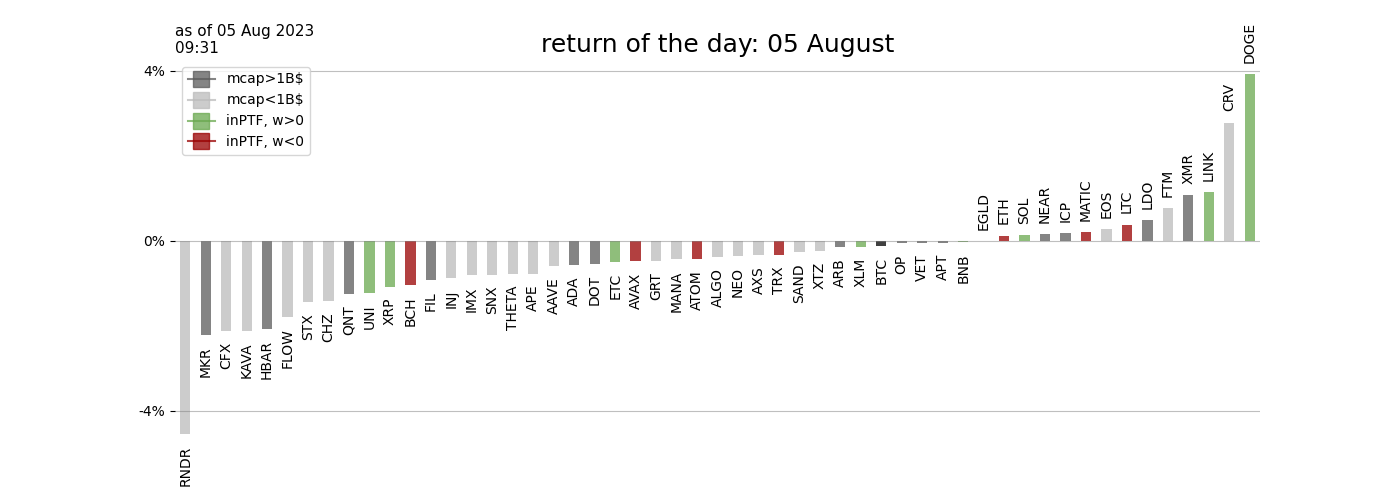 as of 05 Aug 2023
09:31
return of the day: 05 August
4%
0%
-4%
mcap>1B$
mcap<1B$
inPTF, w>0
inPTF, w<0
RNDR
MKR
CFX
KAVA
HBAR
FLOW
STX
CHZ
QNT
UNI
XRP
BCH
FIL
INJ
IMX
SNX
THETA
APE
AAVE
ADA
DOT
ETC
AVAX
GRT
MANA
ATOM
ALGO
NEO
AXS
TRX
SAND
XTZ
ARB
XLM
BTC
OP
VET
APT
BNB
EGLD
ETH
SOL
NEAR
ICP
MATIC
EOS
LTC
LDO
FTM
XMR
LINK
CRV
DOGE